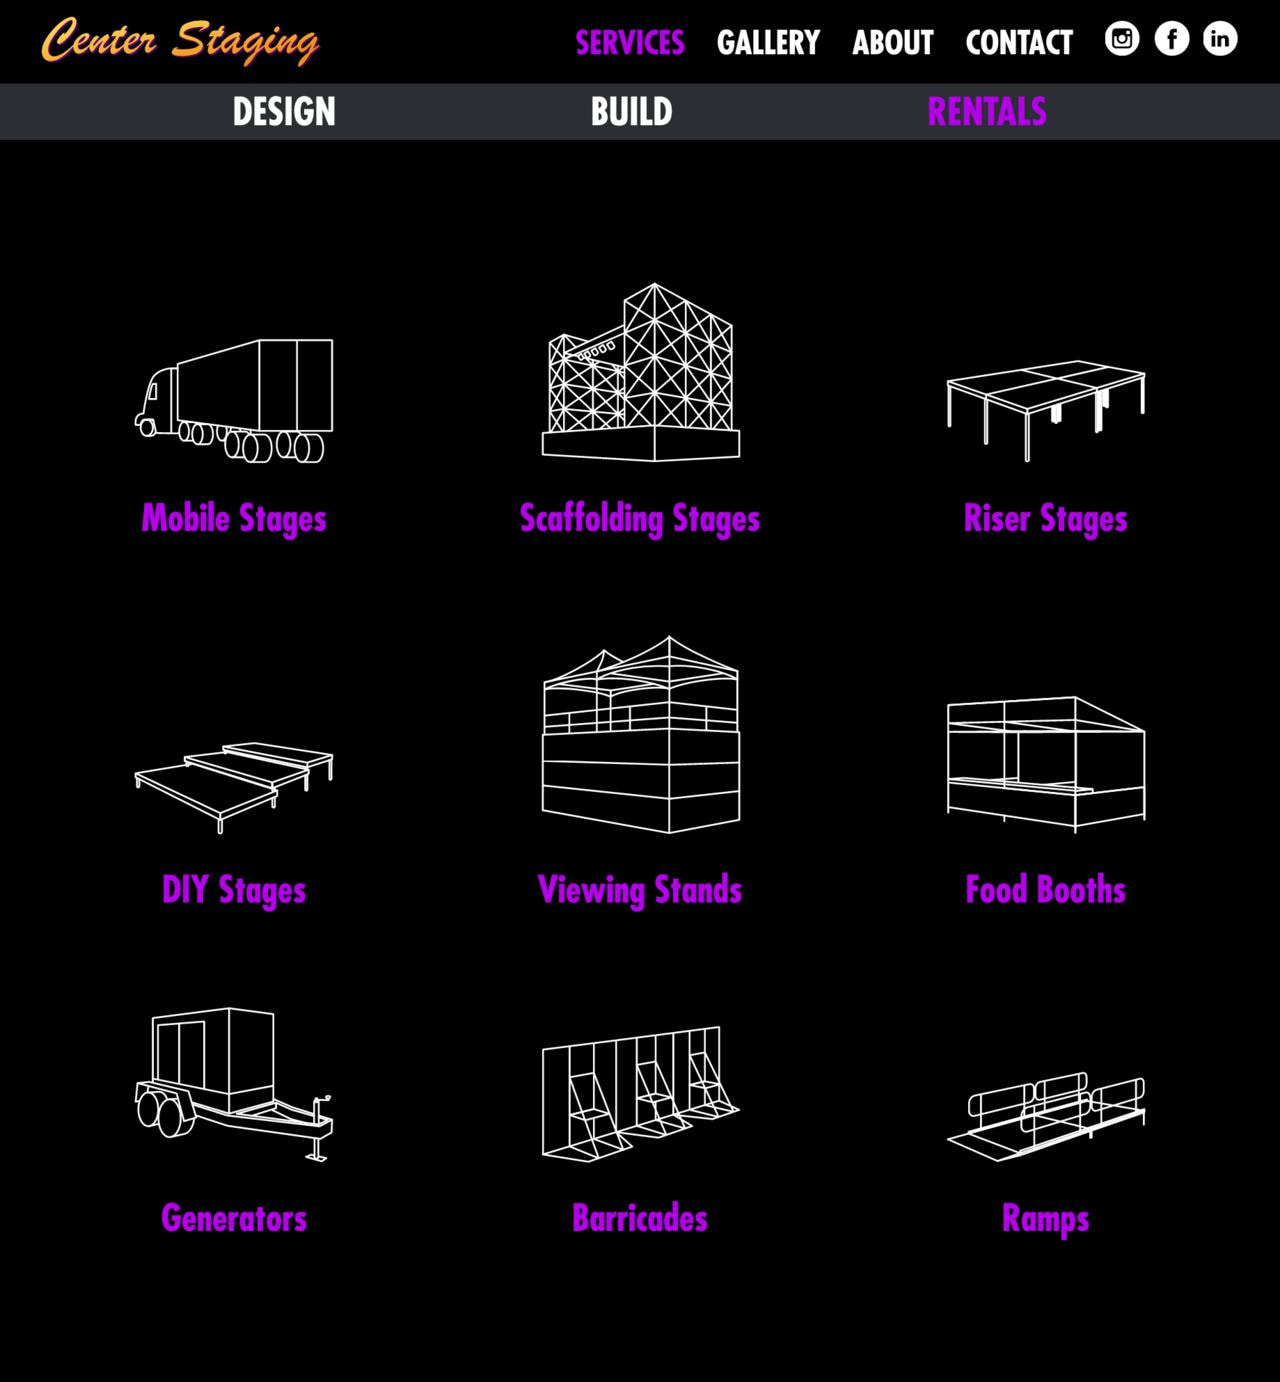 Center Staging
SERVICES GALLERY ABOUT CONTACT
DESIGN BUILD RENTALS
Mobile Stages Scaffolding Stages Riser Stages
DIY Stages Viewing Stands Food Booths
Generators Barricades Ramps